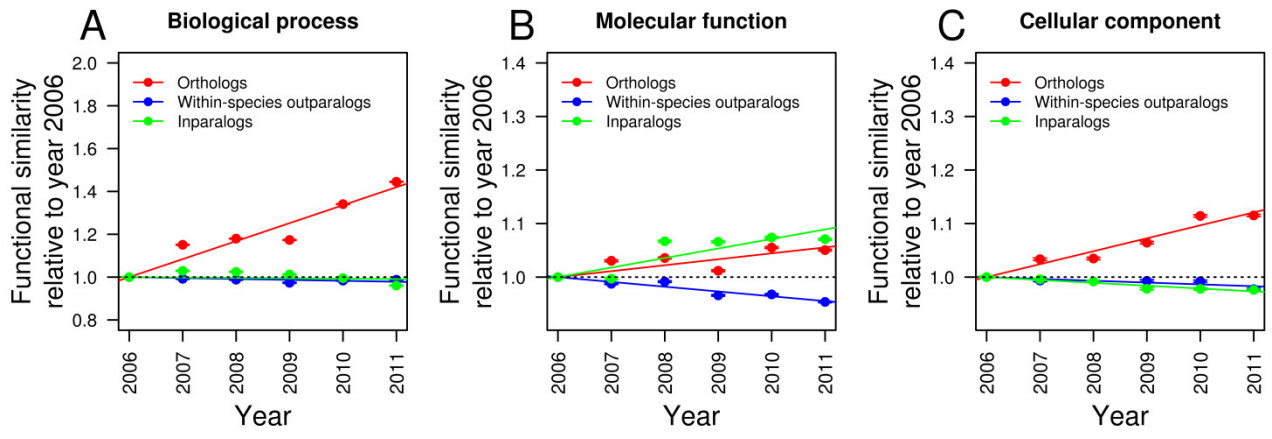 A
Biological process
Functional similarity
relative to year 2006
2.0
1.8
1.6
1.4
1.2
1.0
0.8
Orthologs
Within-species outparalogs
Inparalogs
2006
2007
2008
2009
2010
2011
Year
B
Molecular function
Functional similarity
relative to year 2006
1.4
1.3
1.2
1.1
1.0
Orthologs
Within-species outparalogs
Inparalogs
2006
2007
2008
2009
2010
2011
Year
C
Cellular component
Functional similarity
relative to year 2006
1.4
1.3
1.2
1.1
1.0
Orthologs
Within-species outparalogs
Inparalogs
2006
2007
2008
2009
2010
2011
Year